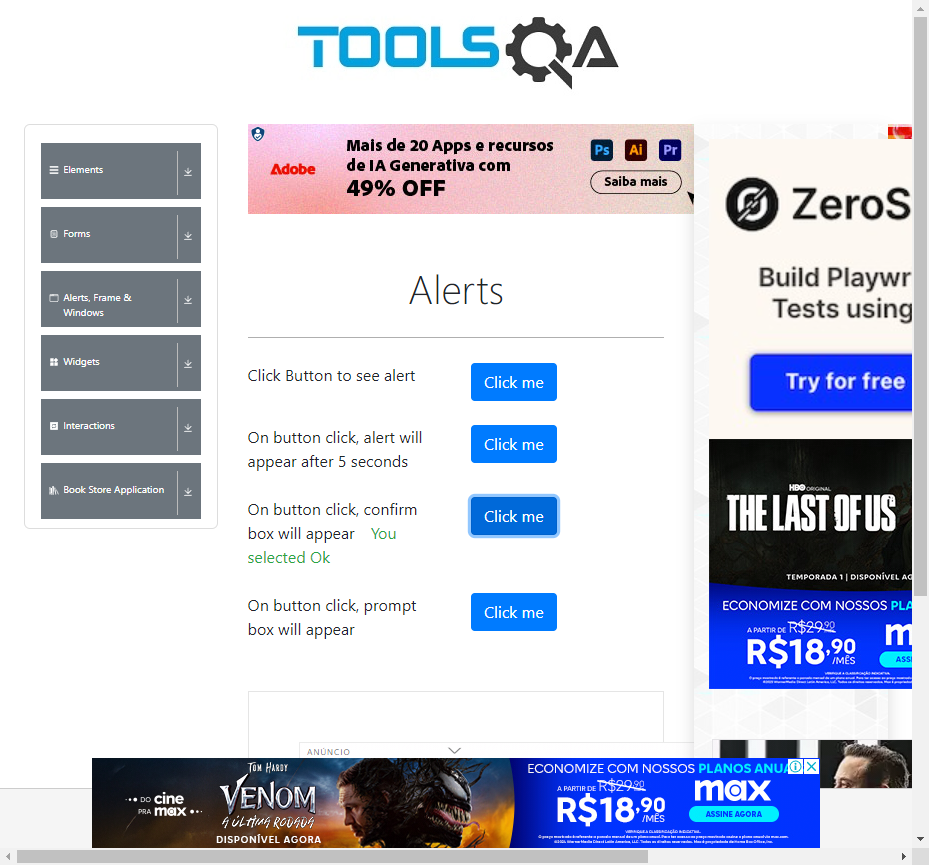 TOOLSQA
Elements
Forms
Alerts, Frame &
Windows
Widgets
Interactions
Book Store Application
Adobe
Mais de 20 Apps e recursos
de IA Generativa com
49% OFF
Ps Ai Pr
Saiba mais
Alerts
Click Button to see alert
Click me
On button click, alert will
appear after 5 seconds
Click me
On button click, confirm
box will appear You
selected Ok
Click me
On button click, prompt
box will appear
Click me
ZeroS
Build Playwr
Tests using
Try for free
HBO ORIGINAL
THE LAST OF US
TEMPORADA 1 | DISPONÍVEL AG
ECONOMIZE COM NOSSOS PLA
A PARTIR DE R$29,90
R$18,90
/MÊS
m
ASSI
ANÚNCIO
DO cine
PRA max
TOM HARDY
VENOM
A ÚLTIMA RODADA
DISPONÍVEL AGORA
ECONOMIZE COM NOSSOS PLANOS ANUA
A PARTIR DE R$29,90
R$18,90
/MÊS
max
ASSINE AGORA